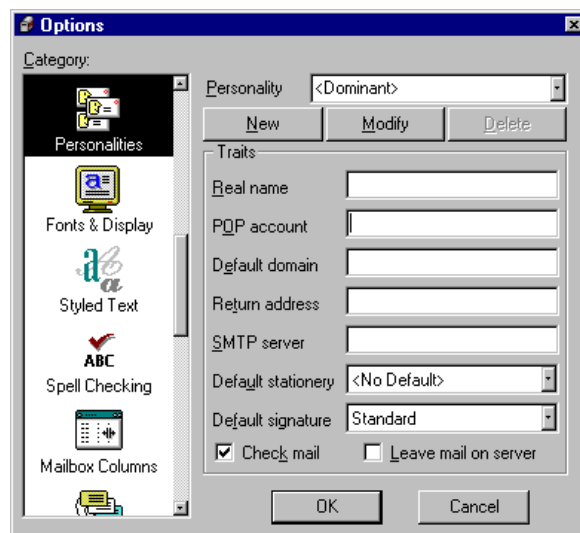 Options
Category:
Personalities
Fonts & Display
Styled Text
ABC
Spell Checking
Mailbox Columns
Personality <Dominant>
New Modify Delete
Traits
Real name
POP account
Default domain
Return address
SMTP server
Default stationery <No Default>
Default signature Standard
Check mail Leave mail on server
OK Cancel